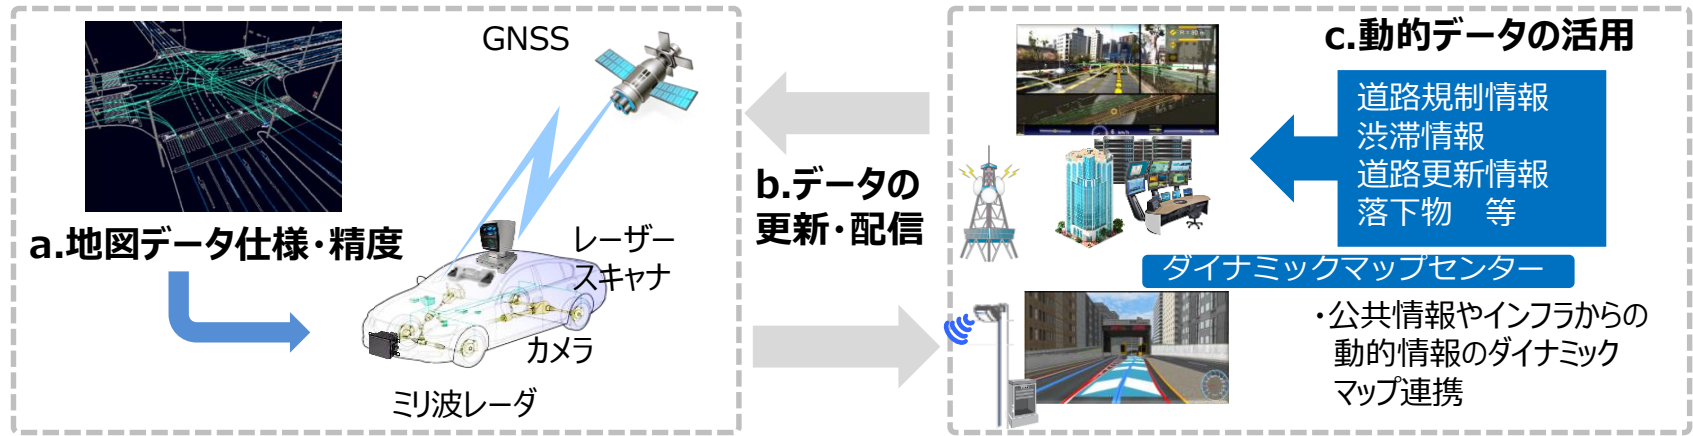 GNSS
a.地図データ仕様・精度
レーザー
スキャナ
カメラ
ミリ波レーダ
b.データの
更新・配信
c.動的データの活用
道路規制情報
渋滞情報
道路更新情報
落下物　等
ダイナミックマップセンター
・公共情報やインフラからの
動的情報のダイナミック
マップ連携